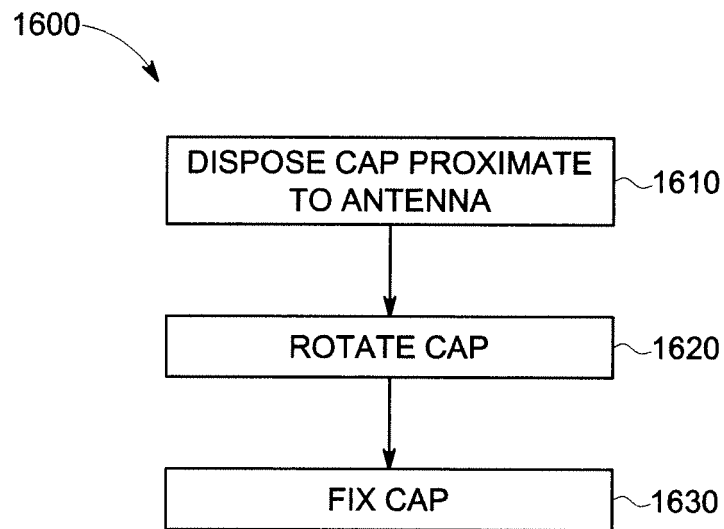 1600
DISPOSE CAP PROXIMATE
TO ANTENNA
1610
ROTATE CAP
1620
FIX CAP
1630